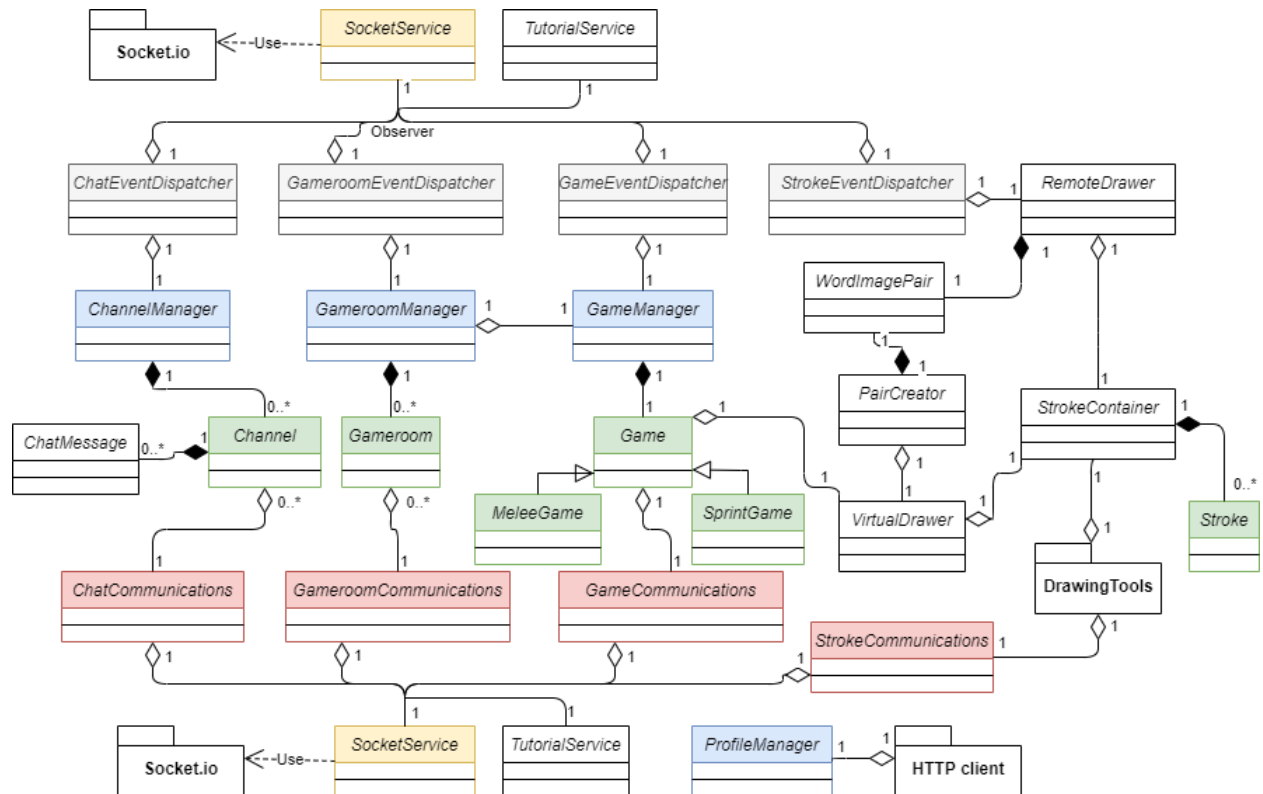 SocketService
TutorialService
Socket.io
Use
1
1
Observer
1
1
1
1
ChatEventDispatcher
GameroomEventDispatcher
GameEventDispatcher
StrokeEventDispatcher
1
1
RemoteDrawer
1
1
1
1
1
1
1
1
1
WordImagePair
1
ChannelManager
GameroomManager
1
1
GameManager
1
1
1
1
1
PairCreator
1
0..*
0..*
1
1
StrokeContainer
1
ChatMessage
0..*
1
Channel
Gameroom
Game
1
1
1
0..*
0..*
1
1
0..*
MeleeGame
SprintGame
VirtualDrawer
1
Stroke
1
1
1
1
ChatCommunications
GameroomCommunications
GameCommunications
DrawingTools
1
StrokeCommunications
1
1
1
1
1
1
1
SocketService
TutorialService
ProfileManager
1
1
Socket.io
Use
HTTP client